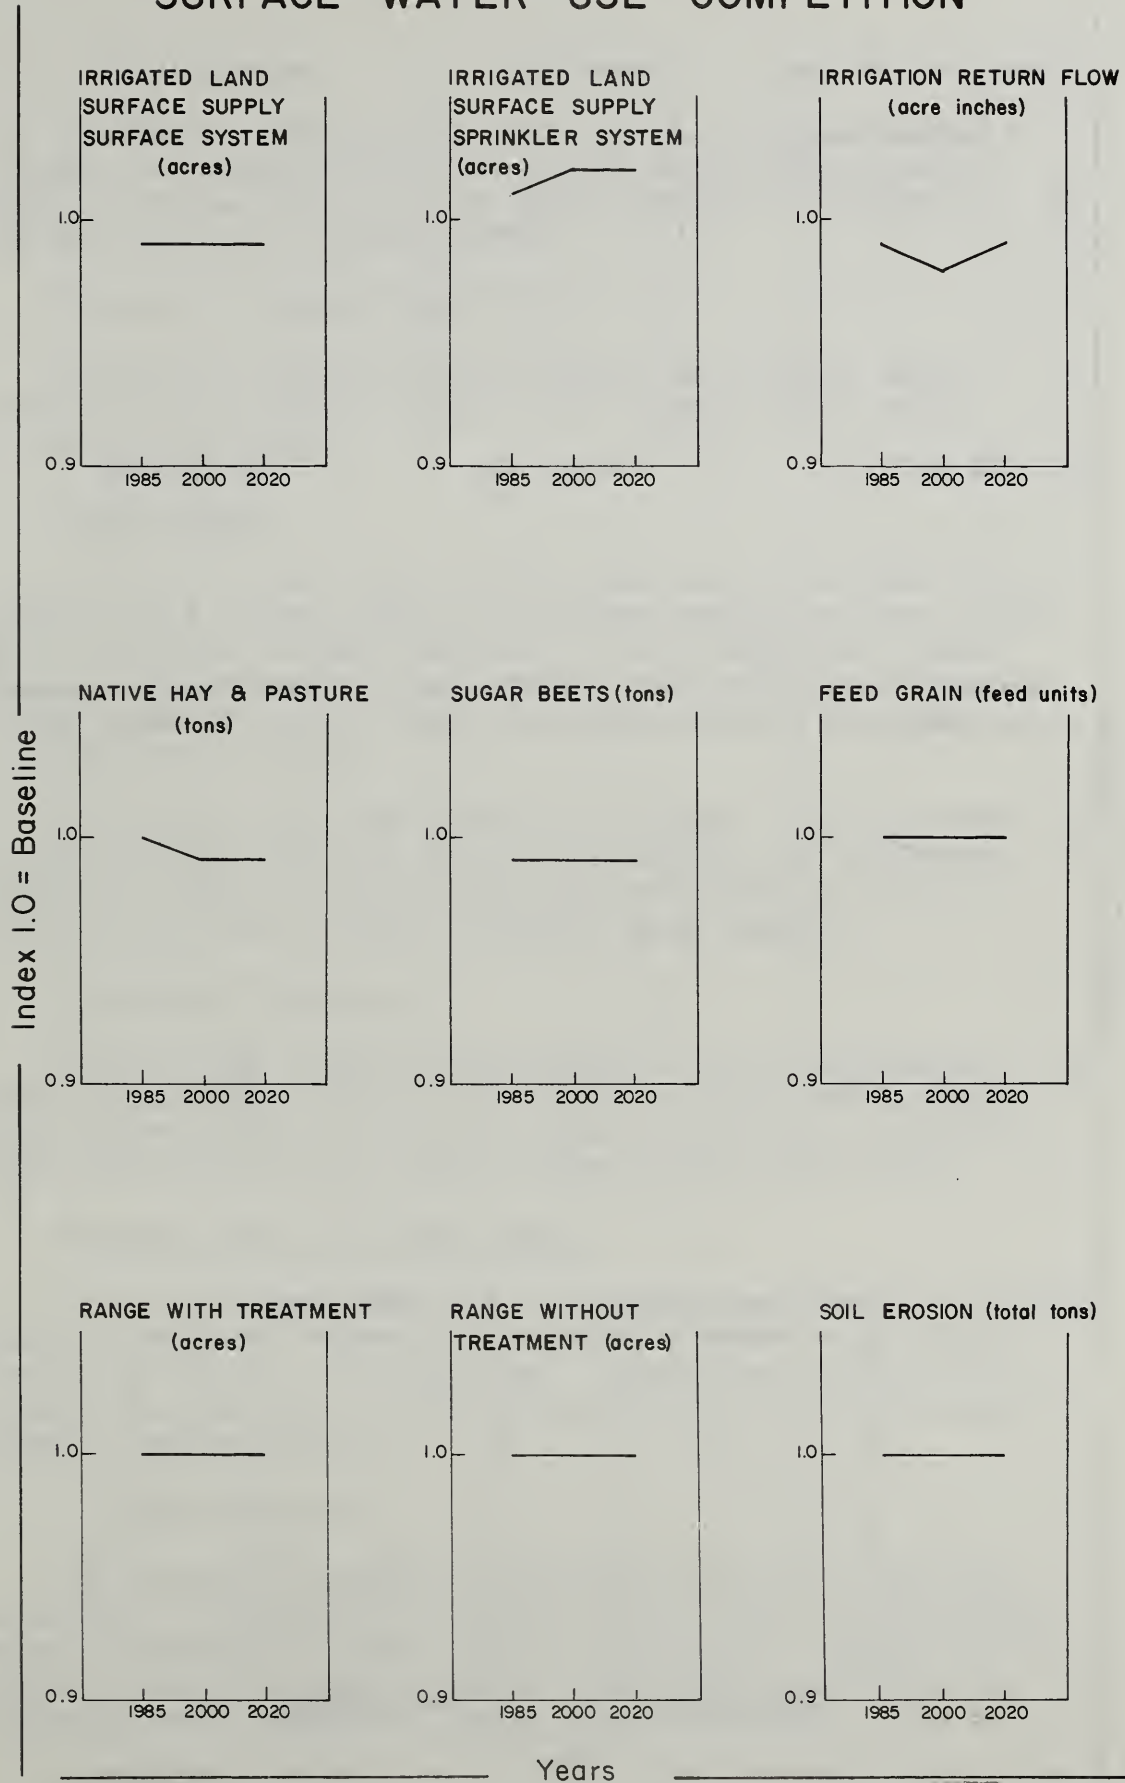 SURFACE WATER USE COMPETITION
IRRIGATED LAND
SURFACE SUPPLY
SURFACE SYSTEM
(acres)
1.0
0.9
1985 2000 2020
IRRIGATED LAND
SURFACE SUPPLY
SPRINKLER SYSTEM
(acres)
1.0
0.9
1985 2000 2020
IRRIGATION RETURN FLOW
(acre inches)
1.0
0.9
1985 2000 2020
Index 1.0 = Baseline
NATIVE HAY & PASTURE
(tons)
1.0
0.9
1985 2000 2020
SUGAR BEETS (tons)
1.0
0.9
1985 2000 2020
FEED GRAIN (feed units)
1.0
0.9
1985 2000 2020
RANGE WITH TREATMENT
(acres)
1.0
0.9
1985 2000 2020
RANGE WITHOUT
TREATMENT (acres)
1.0
0.9
1985 2000 2020
SOIL EROSION (total tons)
1.0
0.9
1985 2000 2020
Years